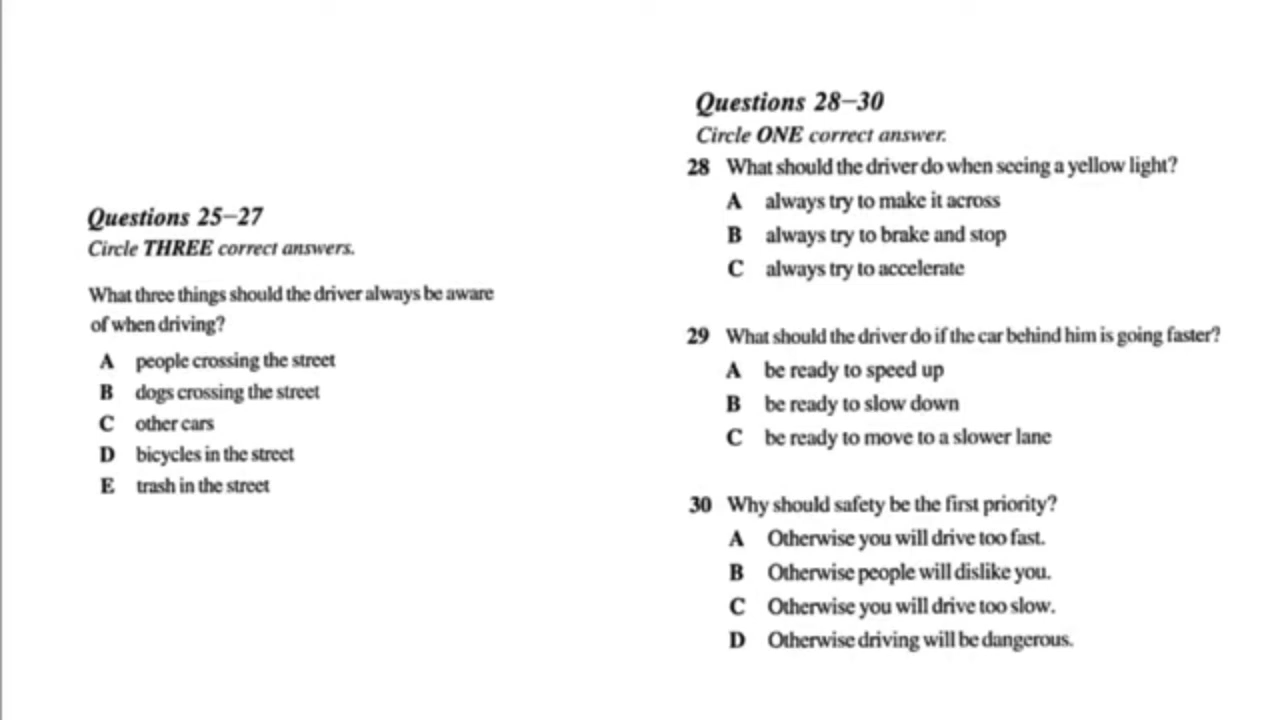 Questions 25–27
Circle THREE correct answers.
What three things should the driver always be aware
of when driving?
A people crossing the street
B dogs crossing the street
C other cars
D bicycles in the street
E trash in the street
Questions 28–30
Circle ONE correct answer.
28 What should the driver do when seeing a yellow light?
A always try to make it across
B always try to brake and stop
C always try to accelerate
29 What should the driver do if the car behind him is going faster?
A be ready to speed up
B be ready to slow down
C be ready to move to a slower lane
30 Why should safety be the first priority?
A Otherwise you will drive too fast.
B Otherwise people will dislike you.
C Otherwise you will drive too slow.
D Otherwise driving will be dangerous.